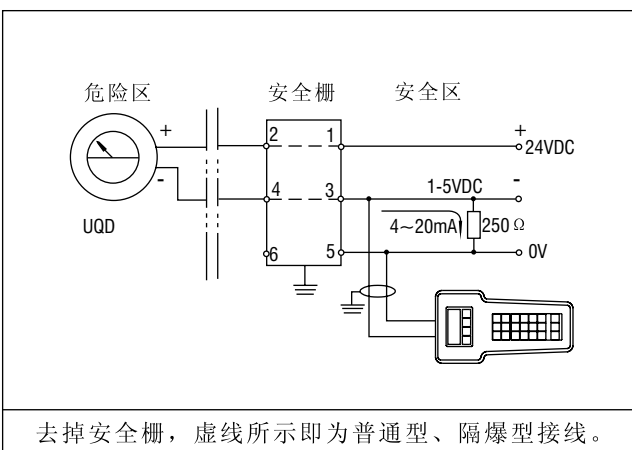 危险区 安全栅 安全区
+ 2 1 +
24VDC
- 4 3 1-5VDC -
UQD 4~20mA 250 Ω
6 5 0V
去掉安全栅，虚线所示即为普通型、隔爆型接线。